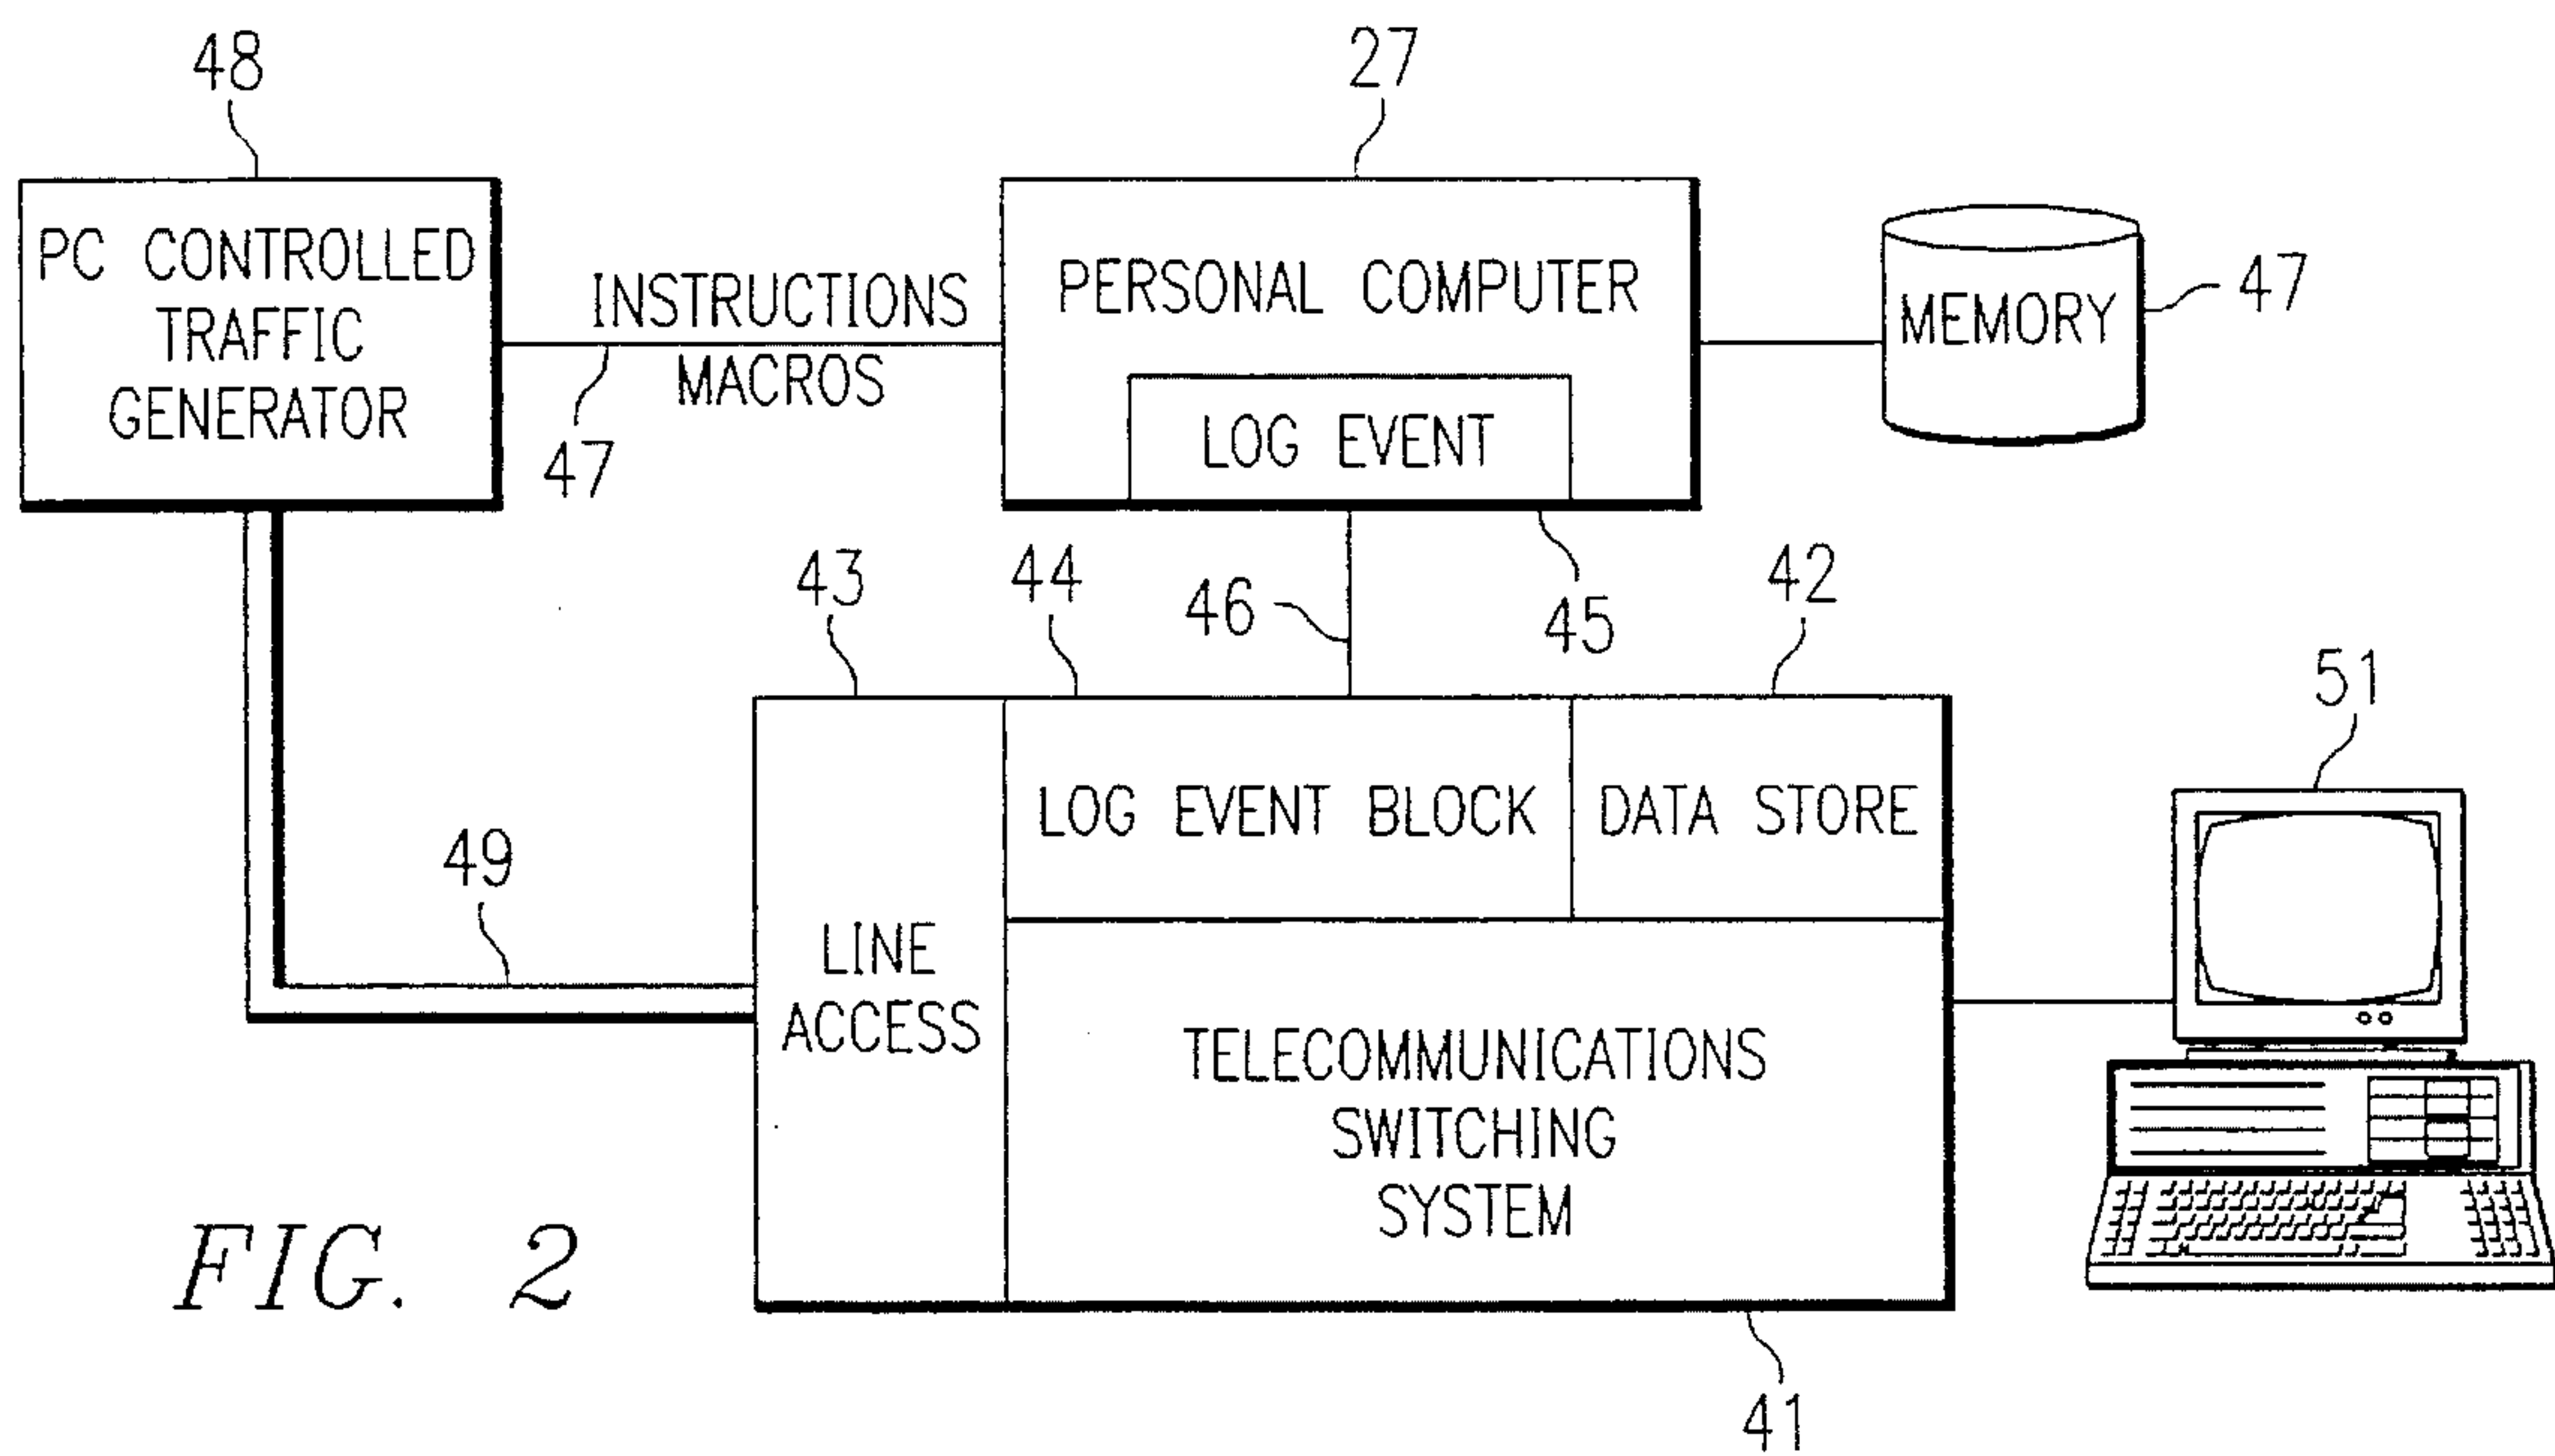 48
27
PC CONTROLLED
TRAFFIC
GENERATOR
INSTRUCTIONS
MACROS
47
PERSONAL COMPUTER
LOG EVENT
MEMORY
47
43
44
46
45
42
51
49
LINE
ACCESS
LOG EVENT BLOCK
DATA STORE
TELECOMMUNICATIONS
SWITCHING
SYSTEM
41
FIG. 2